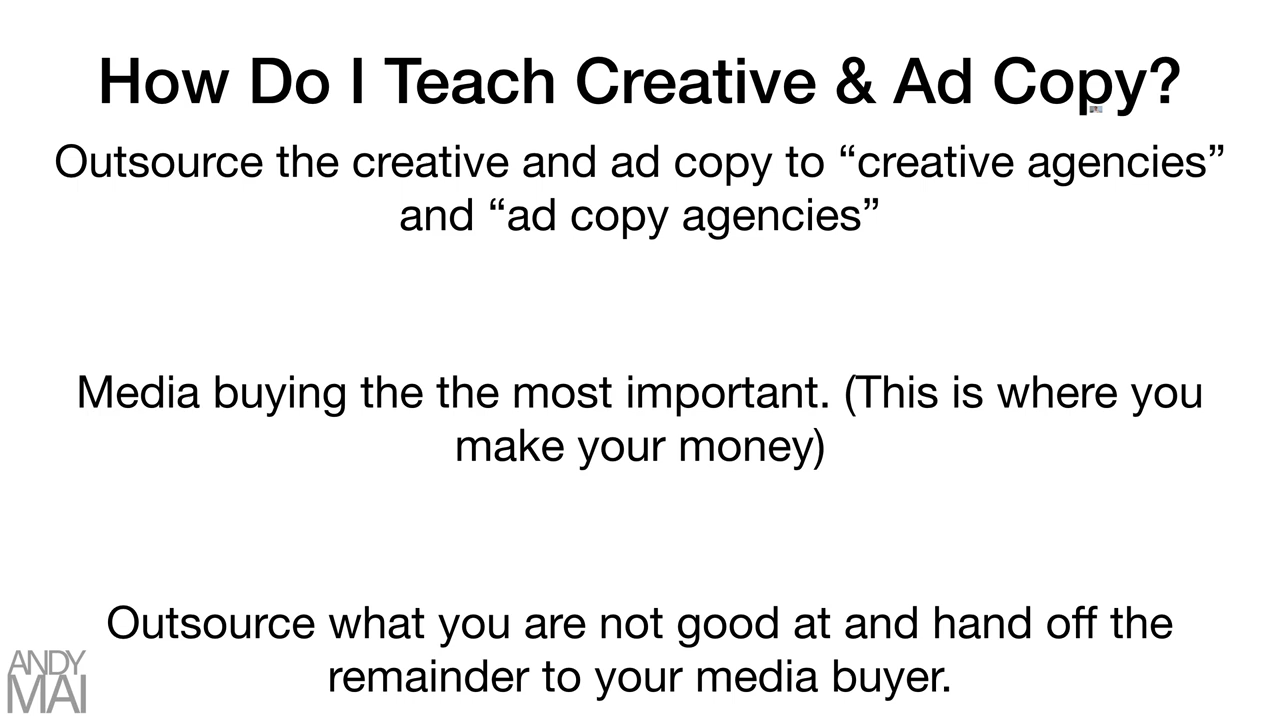 How Do I Teach Creative & Ad Copy?
Outsource the creative and ad copy to “creative agencies”
and “ad copy agencies”
Media buying the the most important. (This is where you
make your money)
Outsource what you are not good at and hand off the
remainder to your media buyer.
ANDY
MAI